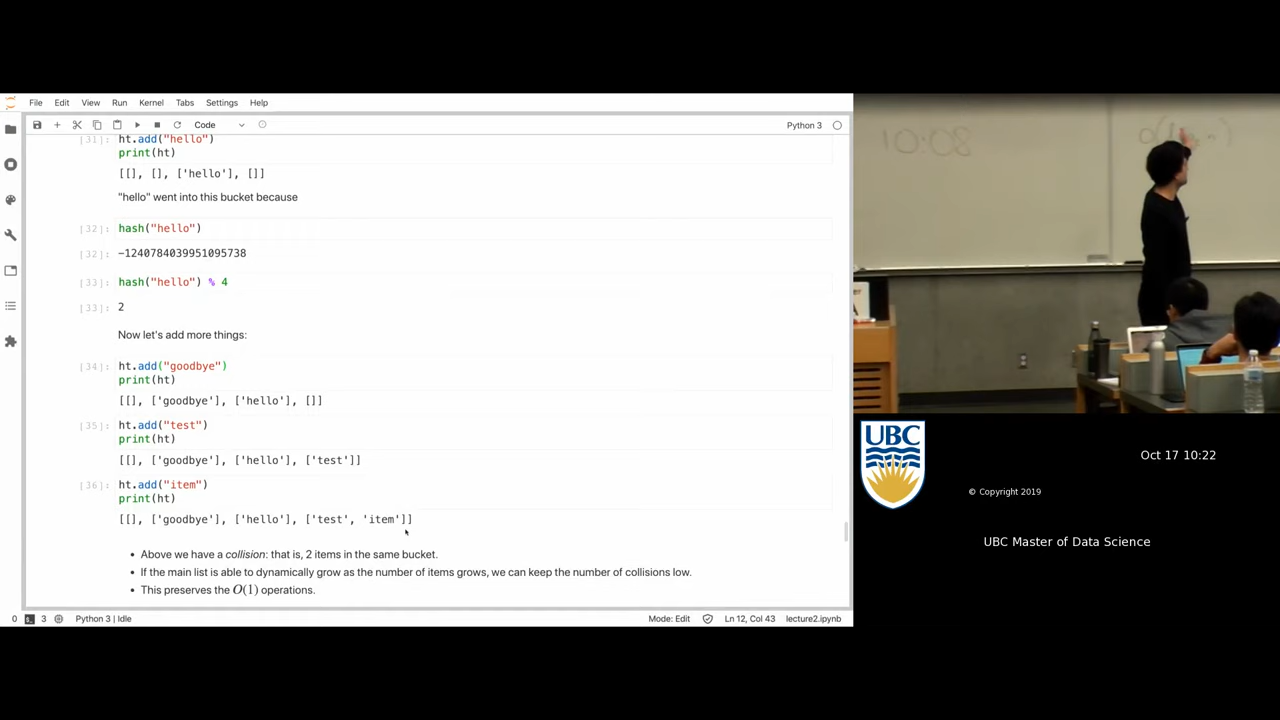 File Edit View Run Kernel Tabs Settings Help
Code
Python 3
[31]: ht.add("hello")
print(ht)
[[], [], ['hello'], []]
"hello" went into this bucket because
[32]: hash("hello")
[32]: -1240784039951095738
[33]: hash("hello") % 4
[33]: 2
Now let's add more things:
[34]: ht.add("goodbye")
print(ht)
[[], ['goodbye'], ['hello'], []]
[35]: ht.add("test")
print(ht)
[[], ['goodbye'], ['hello'], ['test']]
[36]: ht.add("item")
print(ht)
[[], ['goodbye'], ['hello'], ['test', 'item']]
• Above we have a collision: that is, 2 items in the same bucket.
• If the main list is able to dynamically grow as the number of items grows, we can keep the number of collisions low.
• This preserves the O(1) operations.
0 3 Python 3 | Idle Mode: Edit Ln 12, Col 43 lecture2.ipynb
10:08
UBC
Oct 17 10:22
© Copyright 2019
UBC Master of Data Science